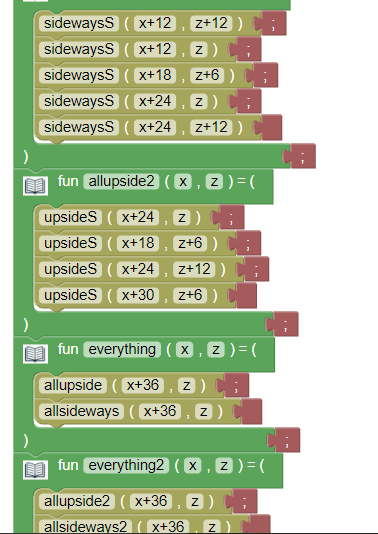 sidewaysS ( x+12 , z+12 ) ;
sidewaysS ( x+12 , z ) ;
sidewaysS ( x+18 , z+6 ) ;
sidewaysS ( x+24 , z ) ;
sidewaysS ( x+24 , z+12 )
) ;
fun allupside2 ( x , z ) = (
upsideS ( x+24 , z ) ;
upsideS ( x+18 , z+6 ) ;
upsideS ( x+24 , z+12 ) ;
upsideS ( x+30 , z+6 )
) ;
fun everything ( x , z ) = (
allupside ( x+36 , z ) ;
allsideways ( x+36 , z )
) ;
fun everything2 ( x , z ) = (
allupside2 ( x+36 , z ) ;
allsideways2 ( x+36 , z )